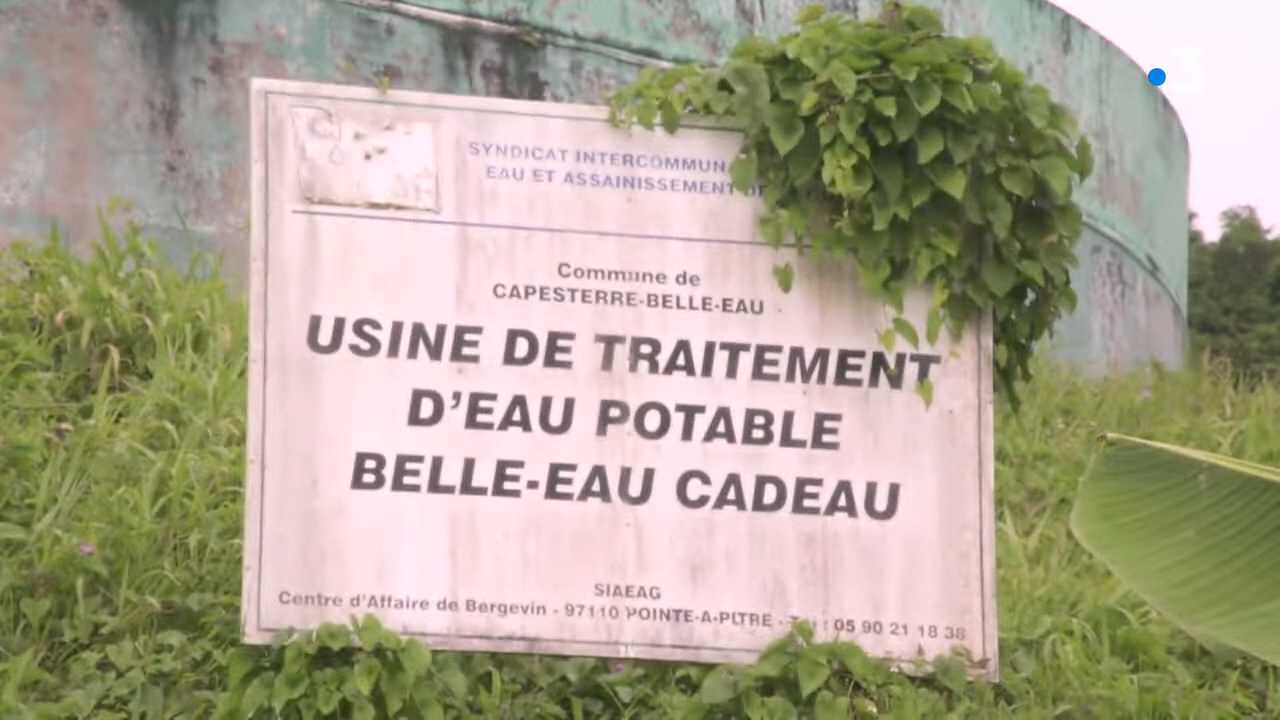 SYNDICAT INTERCOMMUN
EAU ET ASSAINISSEMENT
Commune de
CAPESTERRE-BELLE-EAU
USINE DE TRAITEMENT
D'EAU POTABLE
BELLE-EAU CADEAU
SIAEAG
Centre d'Affaire de Bergevin - 97110 POINTE-A-PITRE - : 05 90 21 18 38
3